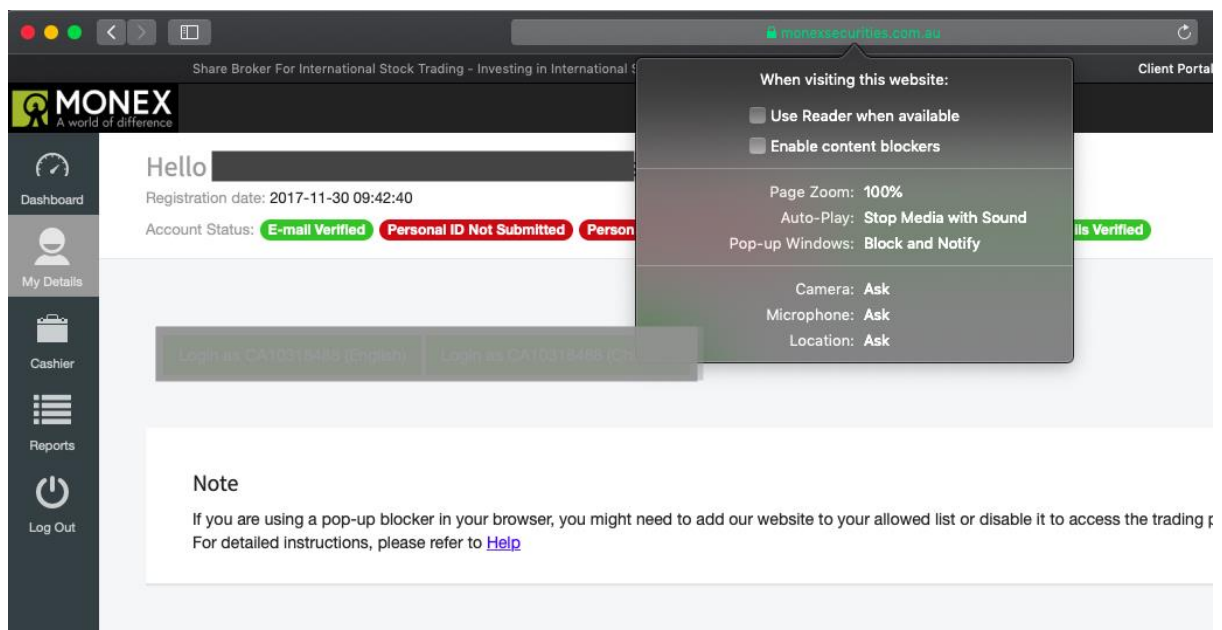 monexsecurities.com.au
Share Broker For International Stock Trading - Investing in International
Client Portal
MONEX
A world of difference
When visiting this website:
Use Reader when available
Enable content blockers
Page Zoom: 100%
Auto-Play: Stop Media with Sound
Pop-up Windows: Block and Notify
Camera: Ask
Microphone: Ask
Location: Ask
Dashboard
My Details
Cashier
Reports
Log Out
Hello
Registration date: 2017-11-30 09:42:40
Account Status: E-mail Verified Personal ID Not Submitted Person ils Verified
Note
If you are using a pop-up blocker in your browser, you might need to add our website to your allowed list or disable it to access the trading p
For detailed instructions, please refer to Help